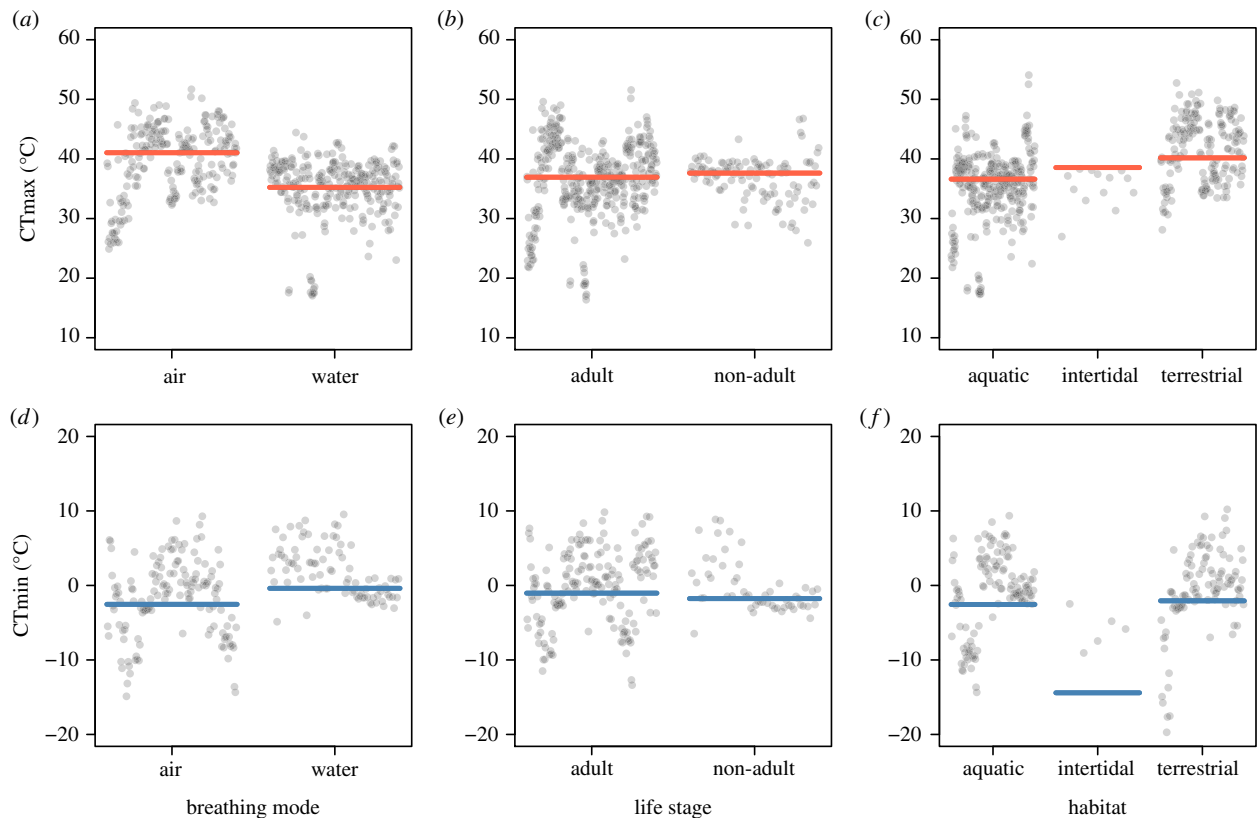 (a) (b) (c)
60 60 60
50 50 50
40 40 40
CTmax (°C)
30 30 30
20 20 20
10 10 10
air water adult non-adult aquatic intertidal terrestrial
(d) (e) (f)
20 20 20
10 10 10
CTmin (°C)
0 0 0
−10 −10 −10
−20 −20 −20
air water adult non-adult aquatic intertidal terrestrial
breathing mode life stage habitat